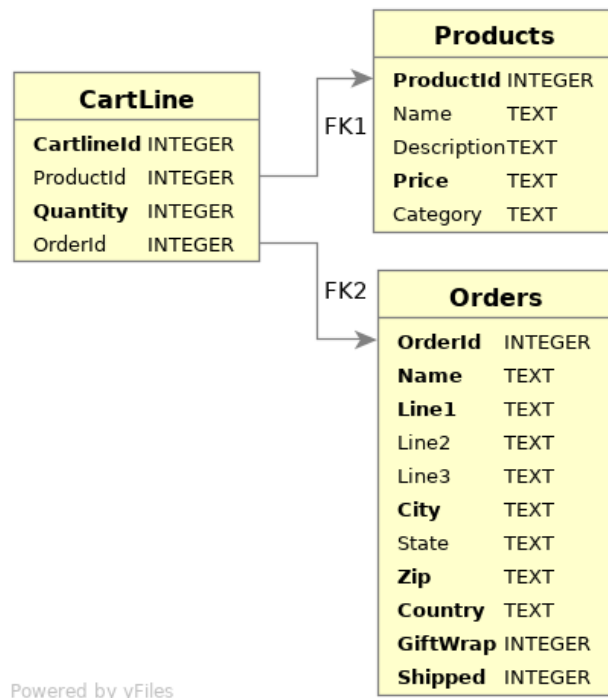 CartLine
CartlineId INTEGER
ProductId INTEGER
Quantity INTEGER
OrderId INTEGER
FK1
FK2
Products
ProductId INTEGER
Name TEXT
Description TEXT
Price TEXT
Category TEXT
Orders
OrderId INTEGER
Name TEXT
Line1 TEXT
Line2 TEXT
Line3 TEXT
City TEXT
State TEXT
Zip TEXT
Country TEXT
GiftWrap INTEGER
Shipped INTEGER
Powered by yFiles